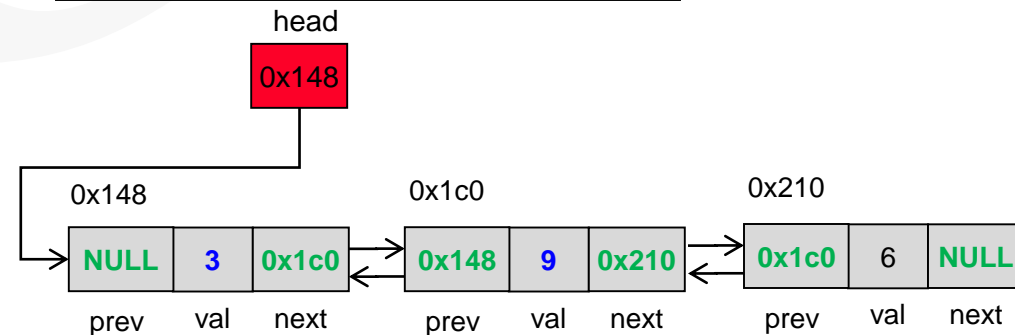 head
0x148
0x148
0x1c0
0x210
NULL 3 0x1c0
0x148 9 0x210
0x1c0 6 NULL
prev val next
prev val next
prev val next